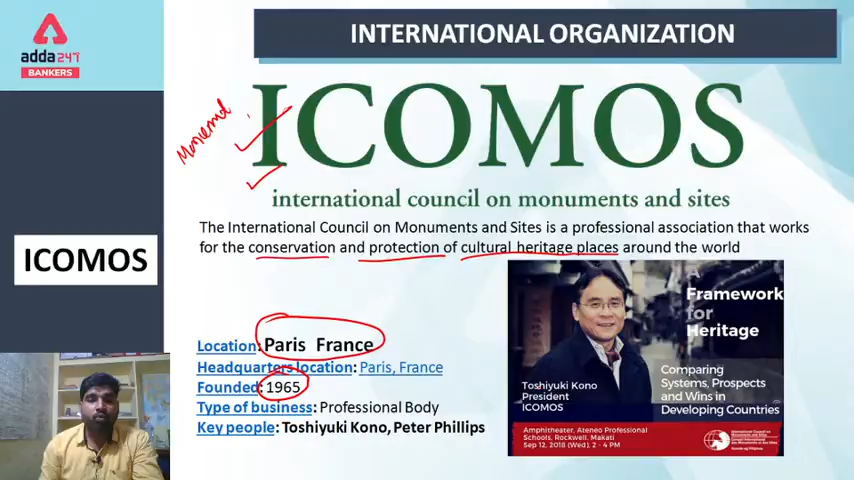 adda247
BANKERS
INTERNATIONAL ORGANIZATION
ICOMOS
international council on monuments and sites
The International Council on Monuments and Sites is a professional association that works
for the conservation and protection of cultural heritage places around the world
ICOMOS
Location: Paris France
Headquarters location: Paris, France
Founded: 1965
Type of business: Professional Body
Key people: Toshiyuki Kono, Peter Phillips
A
Framework
for
Heritage
Comparing
Systems, Prospects
and Wins in
Developing Countries
Toshiyuki Kono
President
ICOMOS
Amphitheater, Ateneo Professional
Schools, Rockwell, Makati
Sep 12, 2018 (Wed), 2 - 4 PM